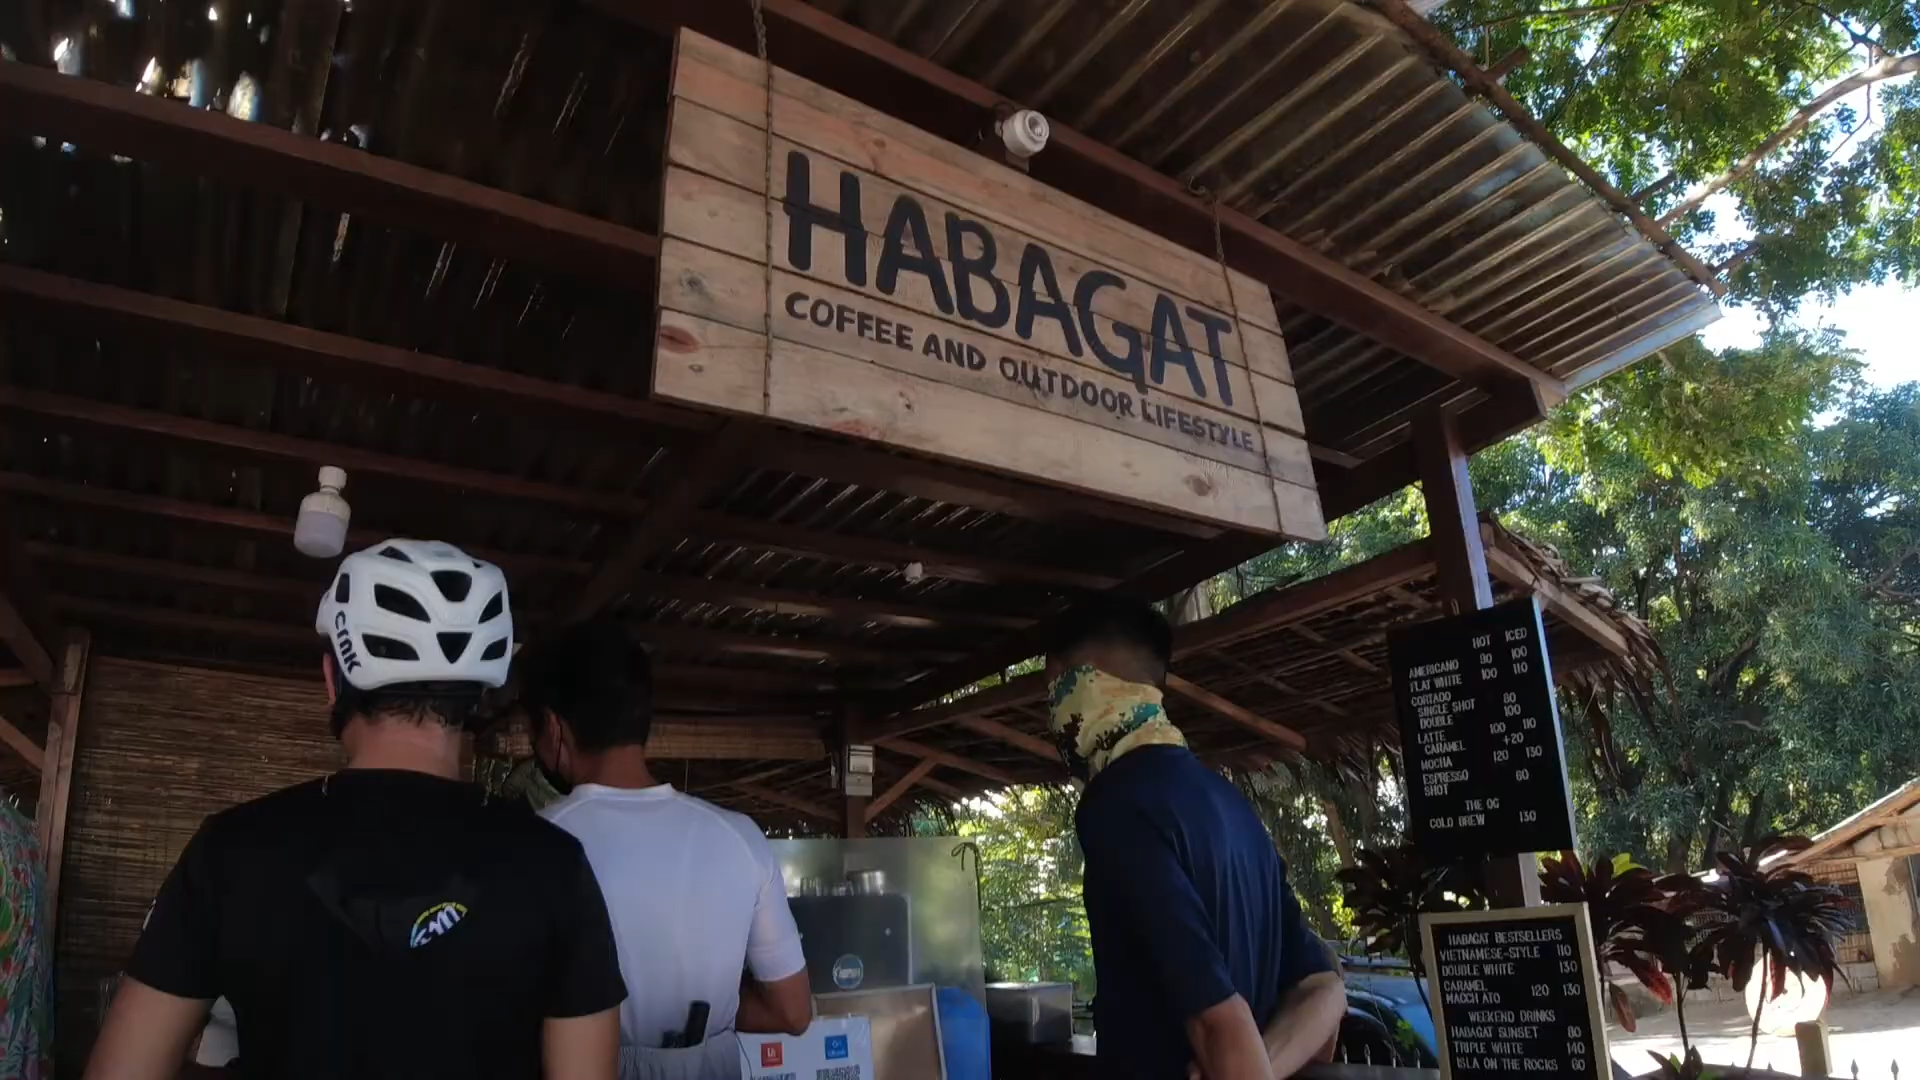 HABAGAT
COFFEE AND OUTDOOR LIFESTYLE
crnk
HOT ICED
AMERICANO 90 100
FLAT WHITE 100 110
CORTADO
SINGLE SHOT 80
DOUBLE 100
LATTE 100 110
CARAMEL +20
MOCHA 120 130
ESPRESSO 60
SHOT
THE OG
COLD BREW 130
HABAGAT BESTSELLERS
VIETNAMESE-STYLE 110
DOUBLE WHITE 130
CARAMEL
MACCHIATO 120 130
WEEKEND DRINKS
HABAGAT SUNSET 80
TRIPLE WHITE 140
ISLA ON THE ROCKS 60